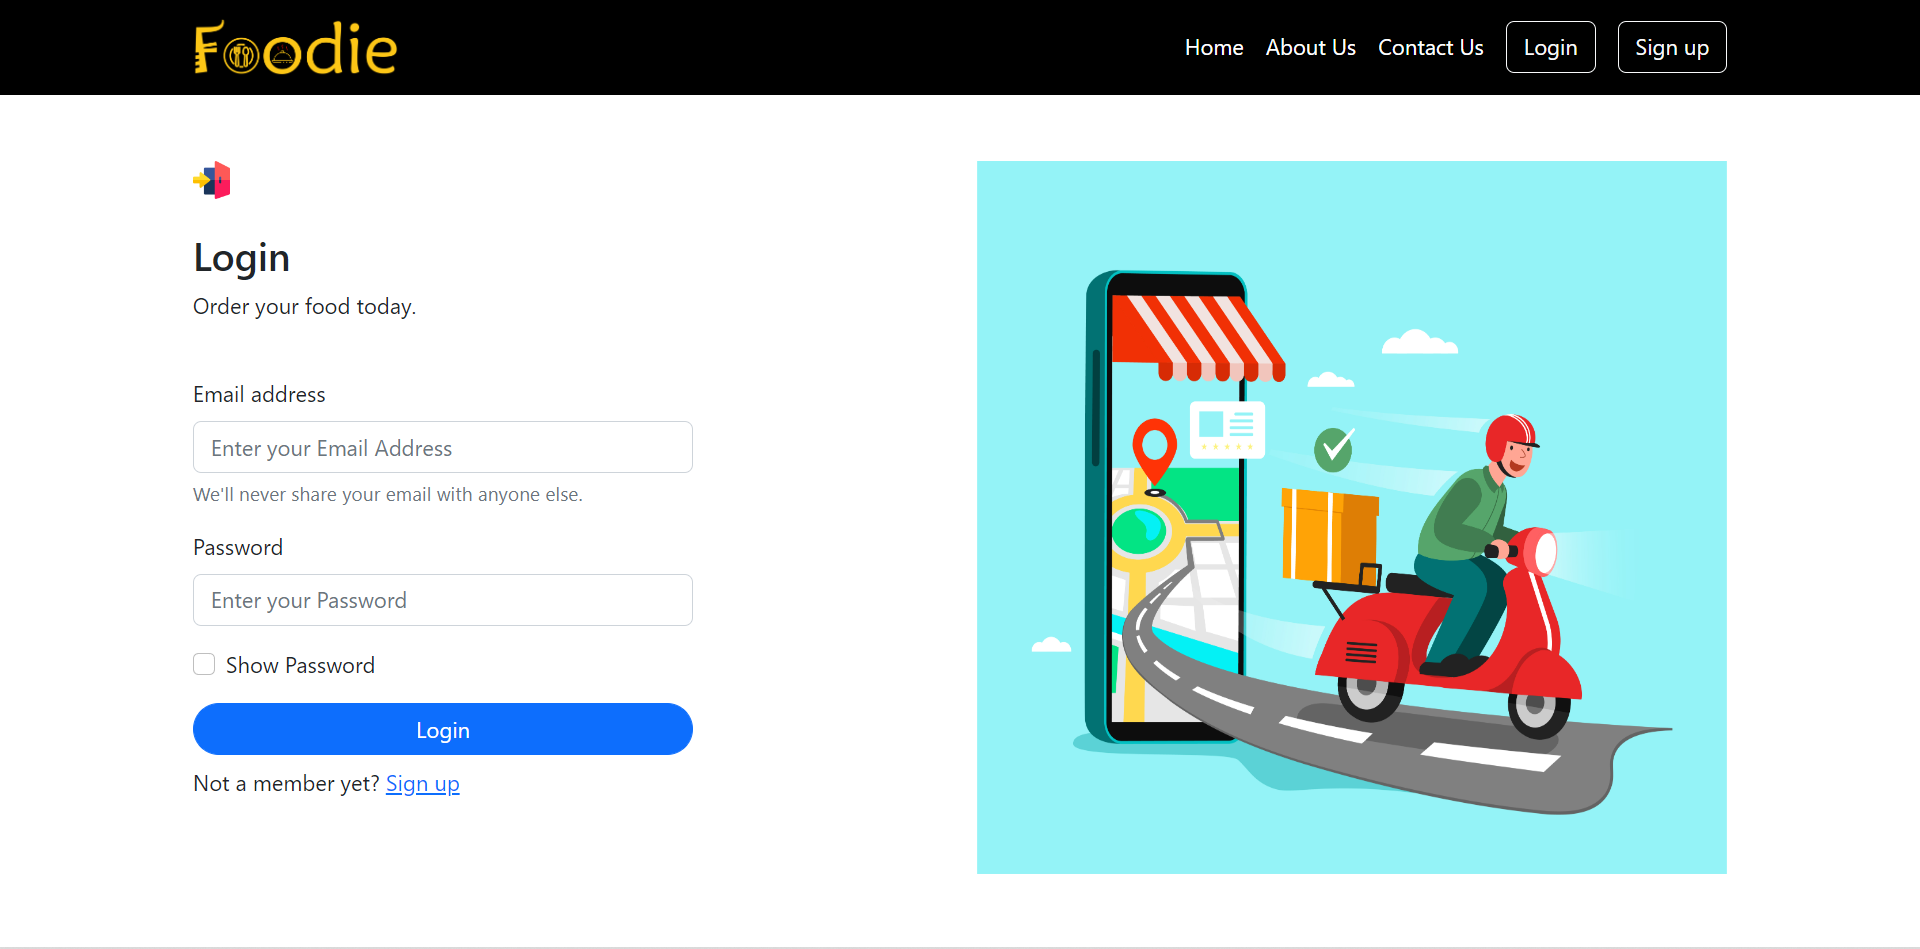 Foodie
Home About Us Contact Us Login Sign up
Login
Order your food today.
Email address
Enter your Email Address
We'll never share your email with anyone else.
Password
Enter your Password
Show Password
Login
Not a member yet? Sign up